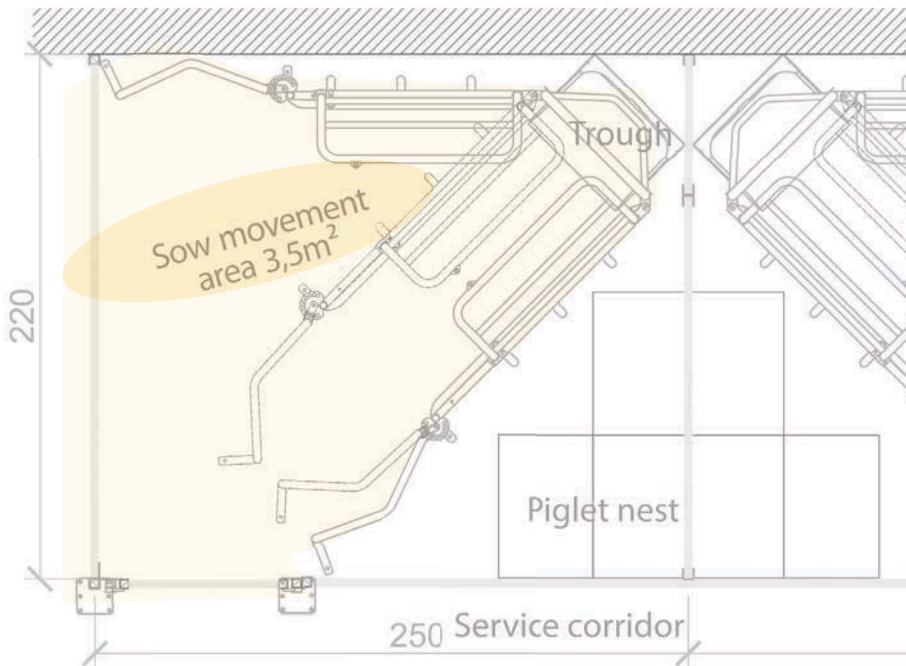 Trough
Sow movement
area 3,5m²
220
Piglet nest
250
Service corridor